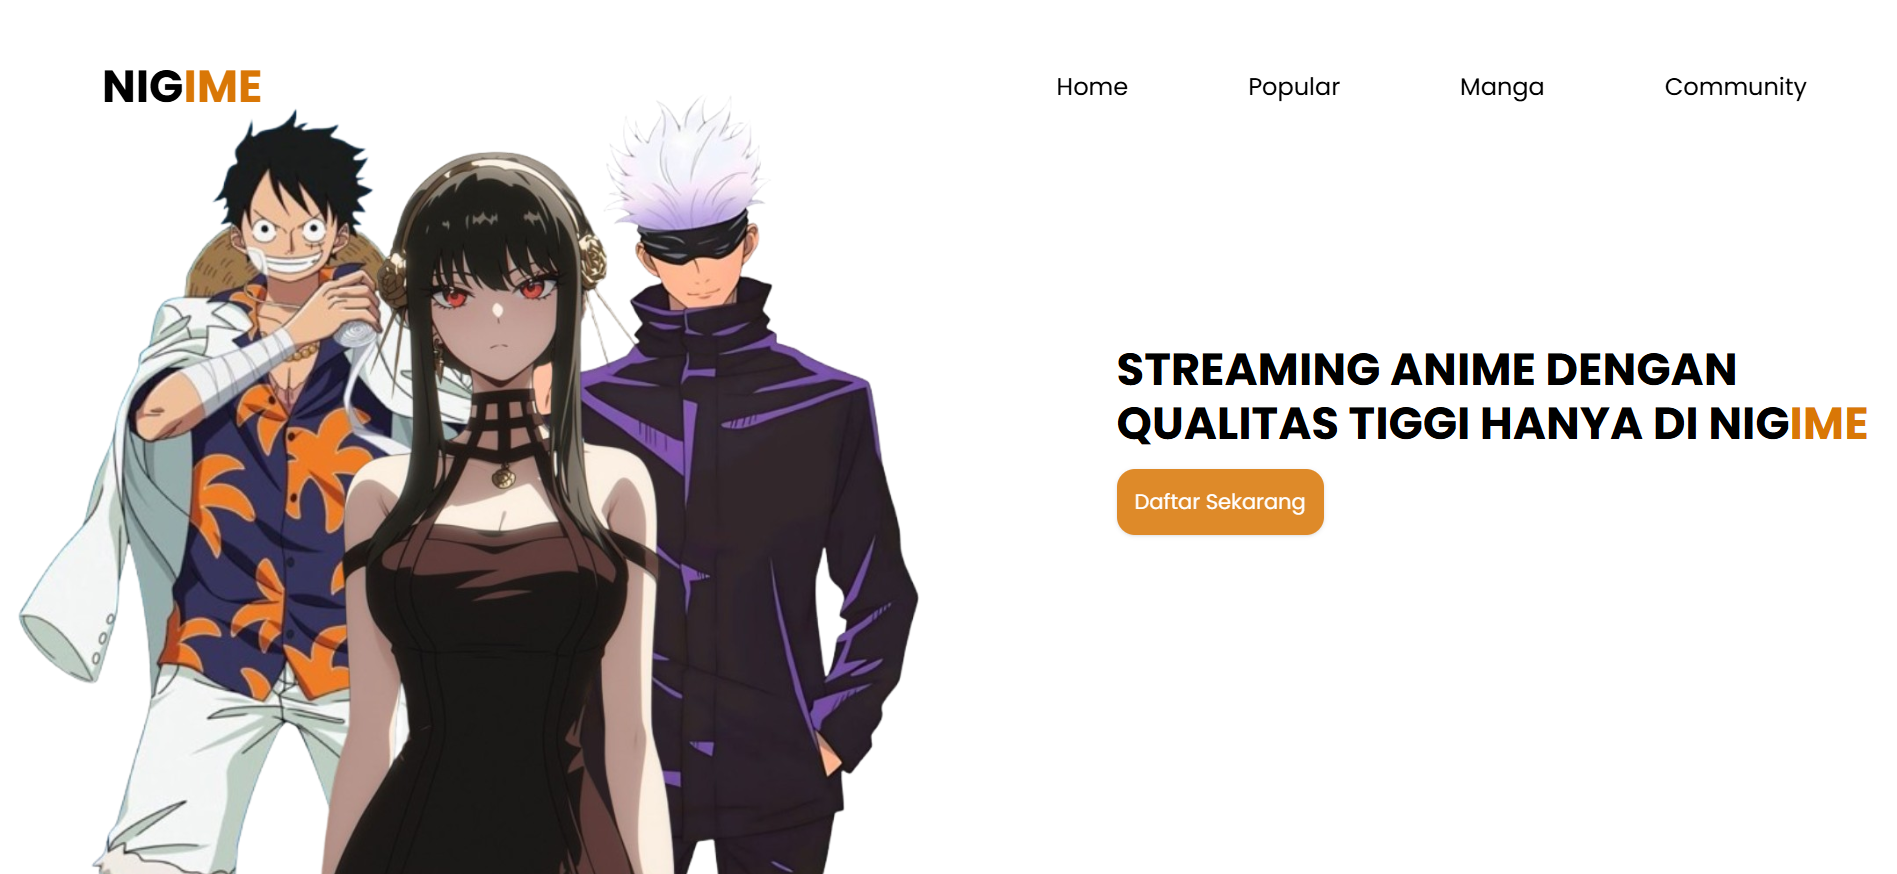 NIGIME
Home
Popular
Manga
Community
STREAMING ANIME DENGAN
QUALITAS TIGGI HANYA DI NIGIME
Daftar Sekarang